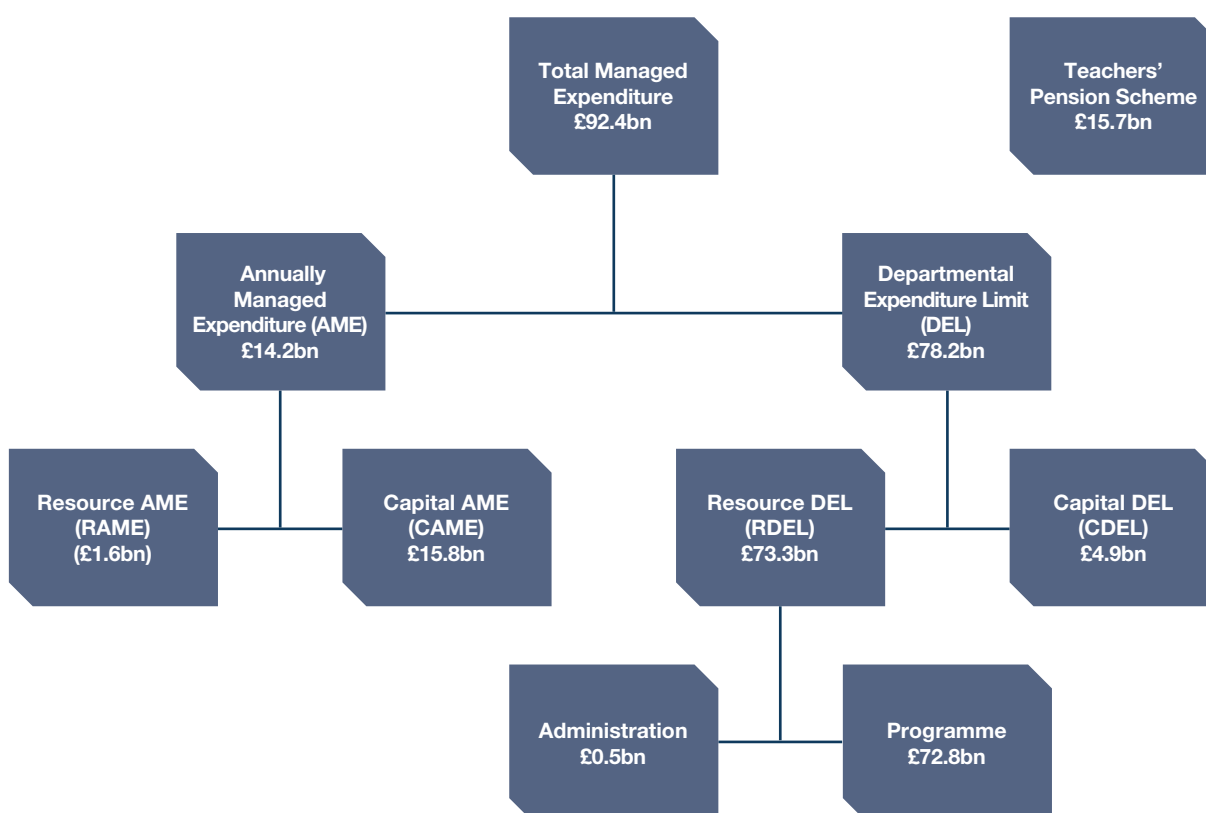 Total Managed
Expenditure
£92.4bn
Teachers’
Pension Scheme
£15.7bn
Annually
Managed
Expenditure (AME)
£14.2bn
Departmental
Expenditure Limit
(DEL)
£78.2bn
Resource AME
(RAME)
(£1.6bn)
Capital AME
(CAME)
£15.8bn
Resource DEL
(RDEL)
£73.3bn
Capital DEL
(CDEL)
£4.9bn
Administration
£0.5bn
Programme
£72.8bn